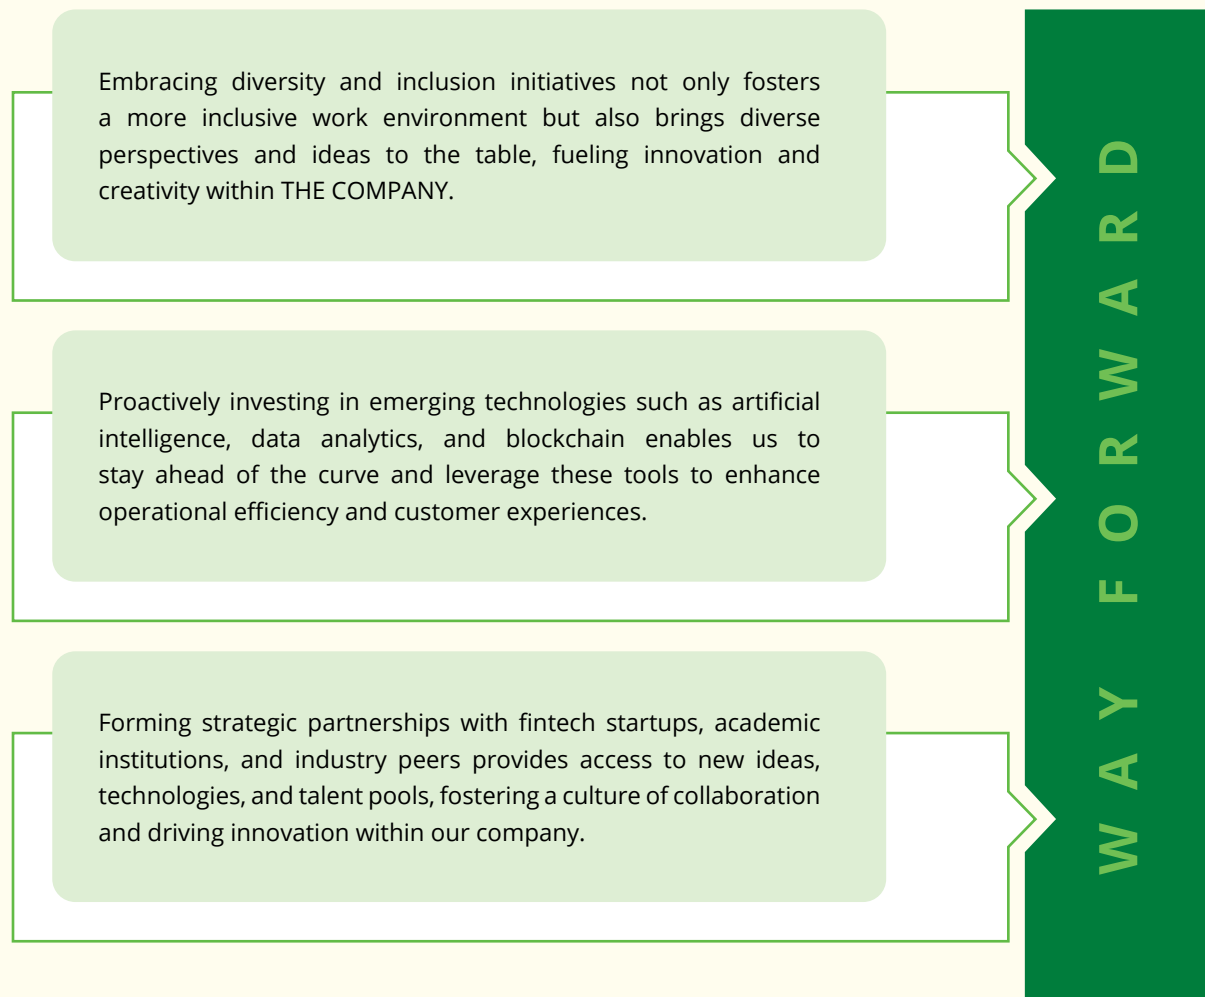 Embracing diversity and inclusion initiatives not only fosters
a more inclusive work environment but also brings diverse
perspectives and ideas to the table, fueling innovation and
creativity within THE COMPANY.
Proactively investing in emerging technologies such as artificial
intelligence, data analytics, and blockchain enables us to
stay ahead of the curve and leverage these tools to enhance
operational efficiency and customer experiences.
Forming strategic partnerships with fintech startups, academic
institutions, and industry peers provides access to new ideas,
technologies, and talent pools, fostering a culture of collaboration
and driving innovation within our company.
WAY FORWARD